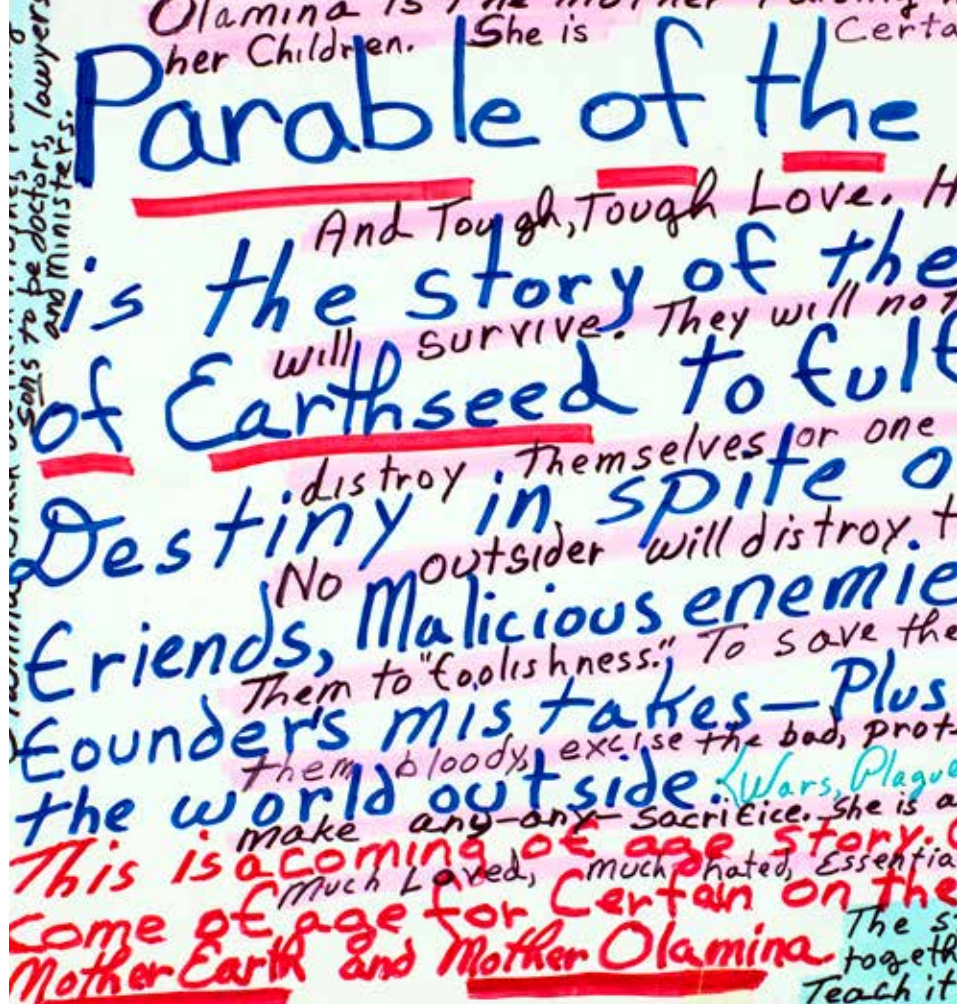 Olamina is The mother
her Children. She is Certa
Parable of the
And Tough, Tough Love. H
is the story of the
will survive. They will not
of Earthseed to fulf
distroy themselves or one
Destiny in spite o
No outsider will distroy t
friends, Malicious enemie
Them to "foolishness." To save the
founder's mistakes—Plus
them bloody, excise the bad, prot-
the world outside. {Wars, Plague
make any—any—Sacrifice. She is a
This is a coming of age story.
Much Loved, much hated, Essentia
Come of age for Certain on the
Mother Earth and Mother Olamina
The s
togeth
Teach it
sons to be doctors, lawyers
and ministers.